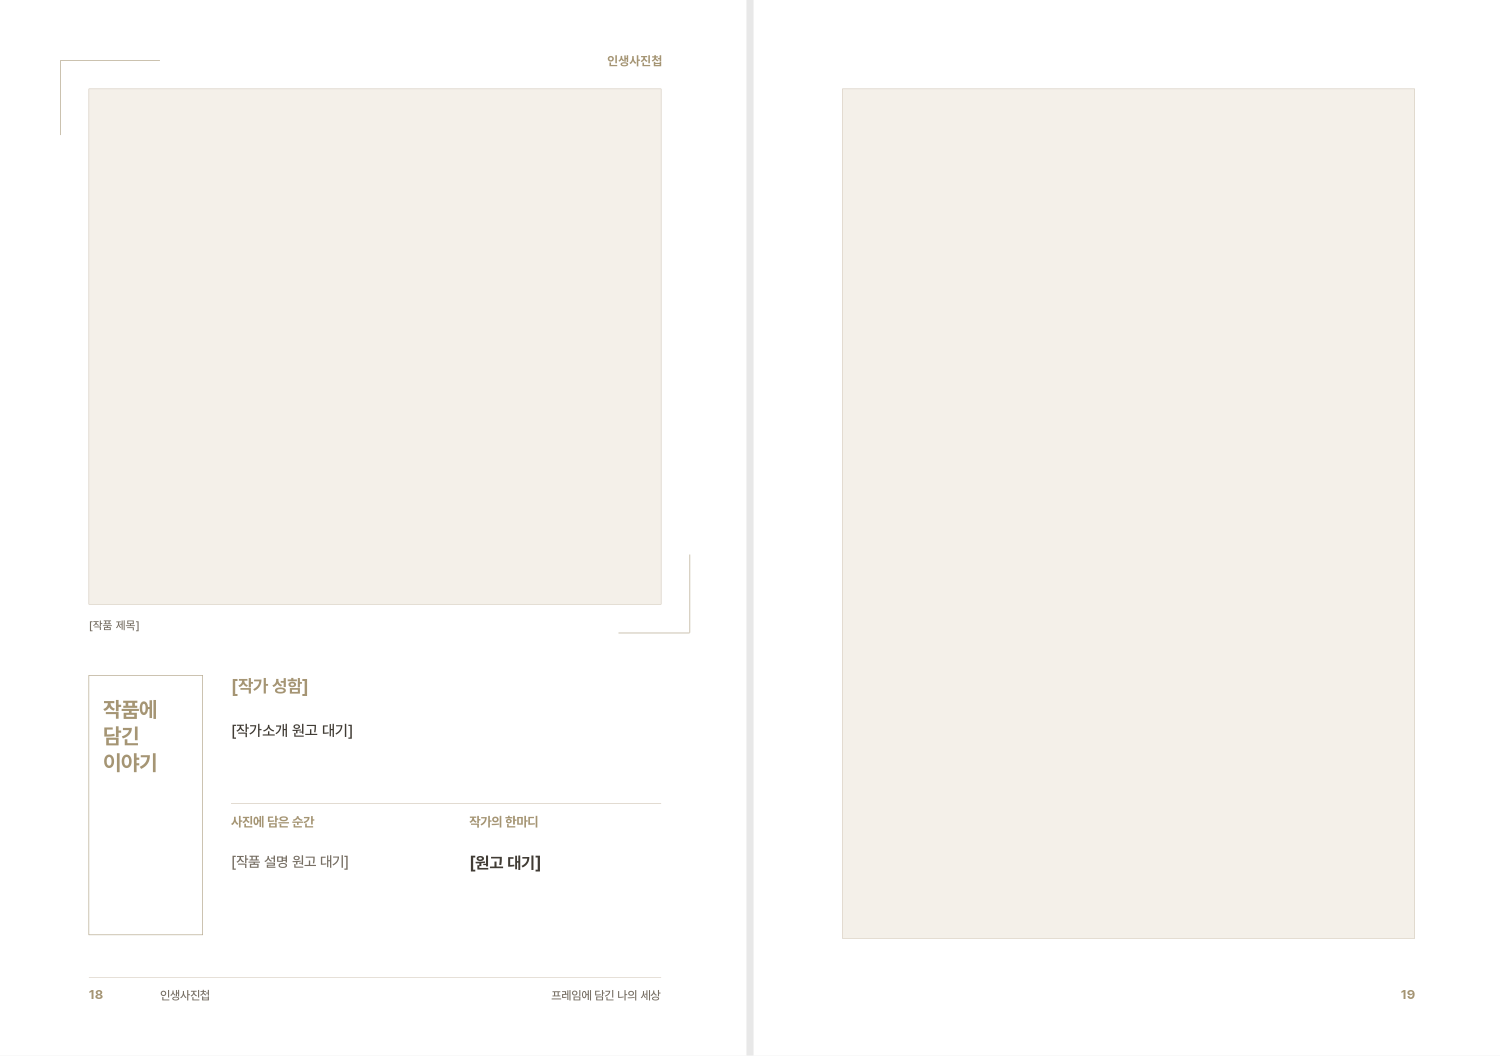 인생사진첩
[작품 제목]
작품에
담긴
이야기
[작가 성함]
[작가소개 원고 대기]
사진에 담은 순간
[작품 설명 원고 대기]
작가의 한마디
[원고 대기]
18
인생사진첩
프레임에 담긴 나의 세상
19